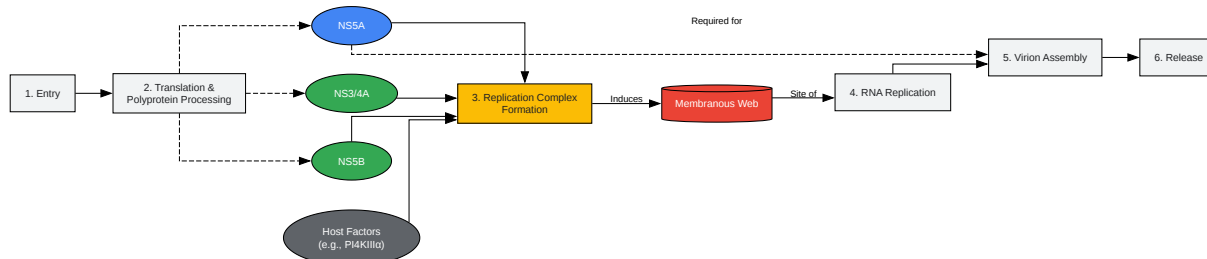 NS5A
Required for
1. Entry
2. Translation &
Polyprotein Processing
NS3/4A
3. Replication Complex
Formation
Induces
Membranous Web
Site of
4. RNA Replication
5. Virion Assembly
6. Release
NS5B
Host Factors
(e.g., PI4KIIIα)